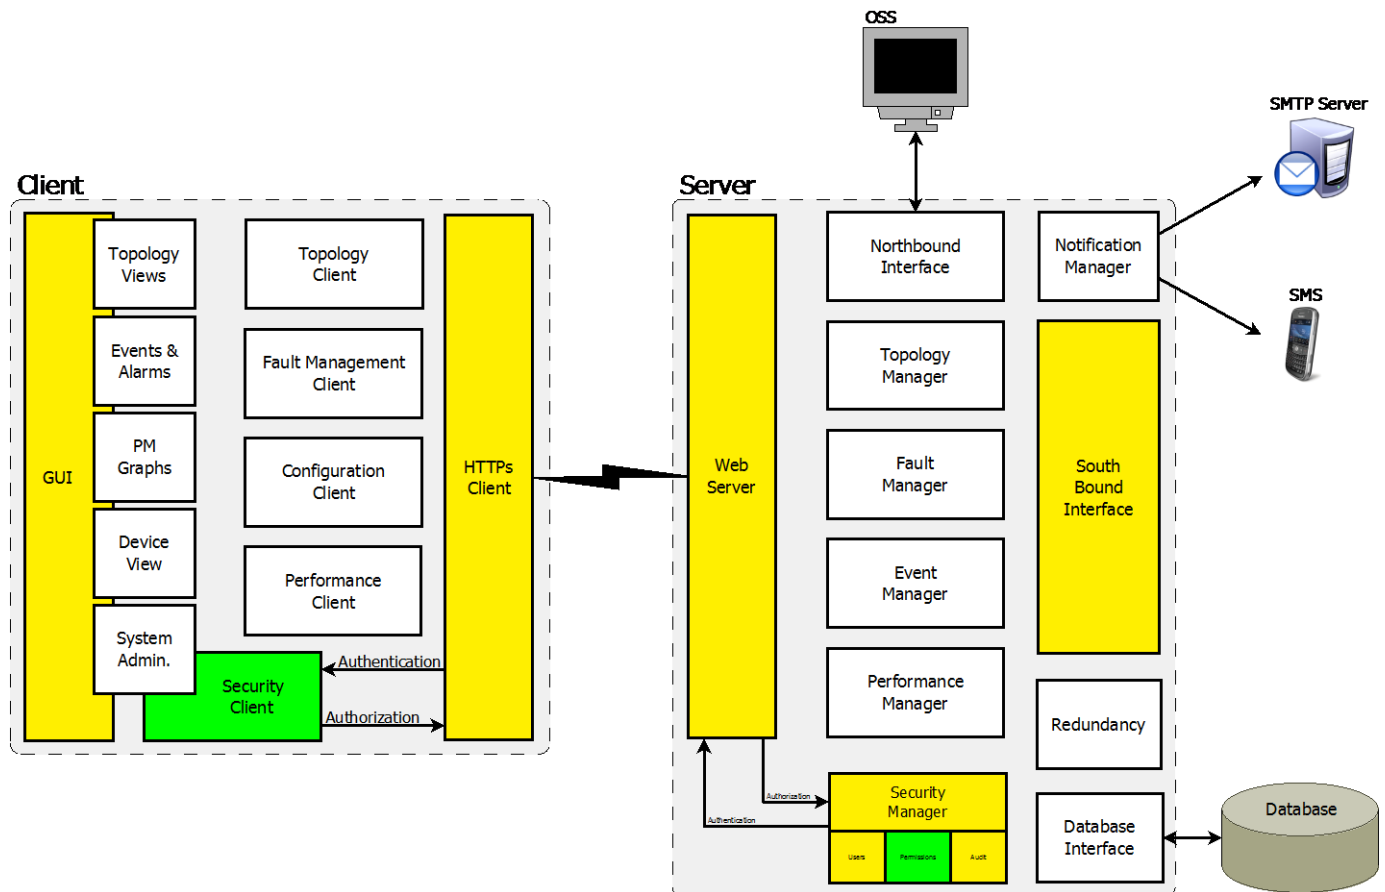 OSS
SMTP Server
Client
Server
Topology
Views
Topology
Client
Northbound
Interface
Notification
Manager
SMS
Events &
Alarms
Fault Management
Client
Topology
Manager
PM
Graphs
GUI
Configuration
Client
HTTPs
Client
Web
Server
Fault
Manager
South
Bound
Interface
Device
View
Performance
Client
Event
Manager
System
Admin.
Authentication
Security
Client
Authorization
Performance
Manager
Redundancy
Authorization
Security
Manager
Authentication
Users
Permissions
Audit
Database
Interface
Database